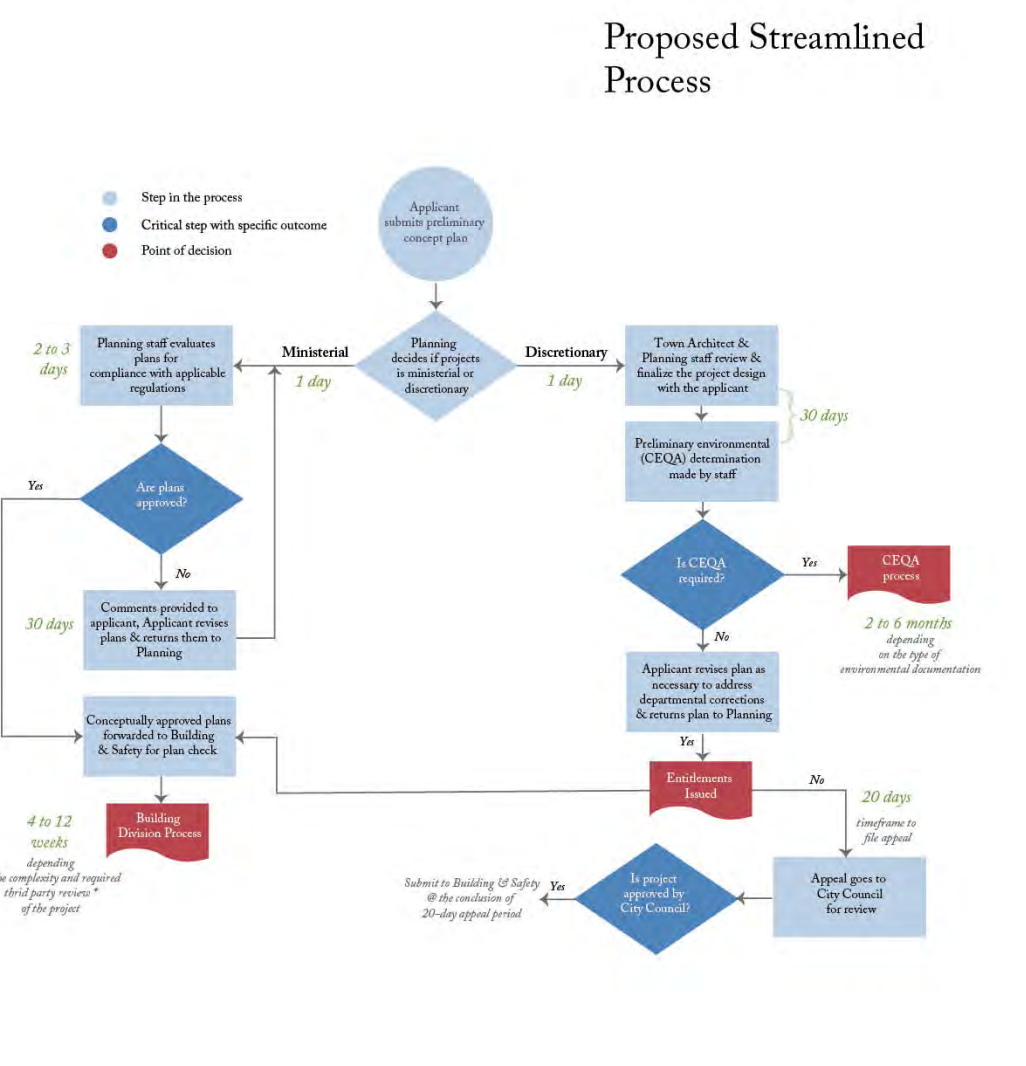 Proposed Streamlined
Process
Step in the process
Critical step with specific outcome
Point of decision
Applicant
submits preliminary
concept plan
Planning
decides if projects
is ministerial or
discretionary
Ministerial
1 day
Discretionary
1 day
2 to 3
days
Planning staff evaluates
plans for
compliance with applicable
regulations
Are plans
approved?
Yes
No
30 days
Comments provided to
applicant, Applicant revises
plans & returns them to
Planning
Conceptually approved plans
forwarded to Building
& Safety for plan check
Building
Division Process
4 to 12
weeks
depending
complexity and required
thrid party review *
of the project
Town Architect &
Planning staff review &
finalize the project design
with the applicant
30 days
Preliminary environmental
(CEQA) determination
made by staff
Is CEQA
required?
Yes
CEQA
process
2 to 6 months
depending
on the type of
environmental documentation
No
Applicant revises plan as
necessary to address
departmental corrections
& returns plan to Planning
Yes
Entitlements
Issued
No
20 days
timeframe to
file appeal
Appeal goes to
City Council
for review
Is project
approved by
City Council?
Yes
Submit to Building & Safety
@ the conclusion of
20-day appeal period